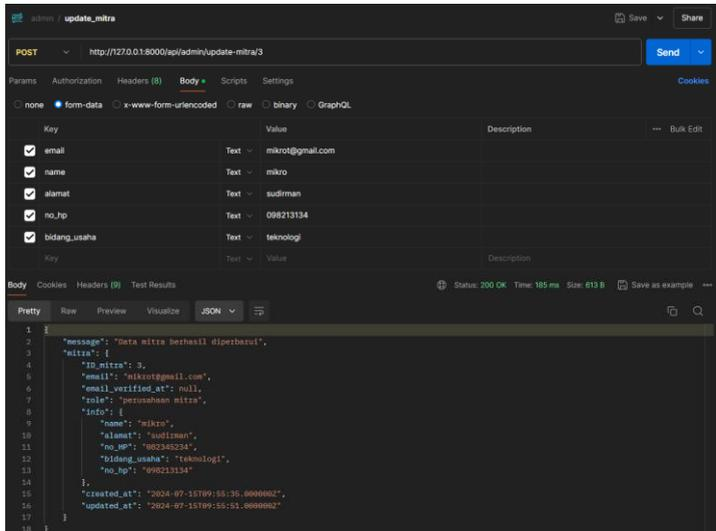 admin / update_mitra Save Share
POST http://127.0.0.1:8000/api/admin/update-mitra/3 Send
Params Authorization Headers (8) Body Scripts Settings Cookies
none form-data x-www-form-urlencoded raw binary GraphQL
Key Value Description Bulk Edit
email Text mikrot@gmail.com
name Text mikro
alamat Text sudirman
no_hp Text 098213134
bidang_usaha Text teknologi
Key Text Value Description
Body Cookies Headers (9) Test Results Status: 200 OK Time: 185 ms Size: 613 B Save as example
Pretty Raw Preview Visualize JSON
1 {
2 "message": "Data mitra berhasil diperbarui",
3 "mitra": {
4 "ID_mitra": 3,
5 "email": "mikrot@gmail.com",
6 "email_verified_at": null,
7 "role": "perusahaan mitra",
8 "info": {
9 "name": "mikro",
10 "alamat": "sudirman",
11 "no_HP": "082345234",
12 "bidang_usaha": "teknologi",
13 "no_hp": "098213134"
14 },
15 "created_at": "2024-07-15T09:55:35.000000Z",
16 "updated_at": "2024-07-15T09:55:51.000000Z"
17 }
18 }